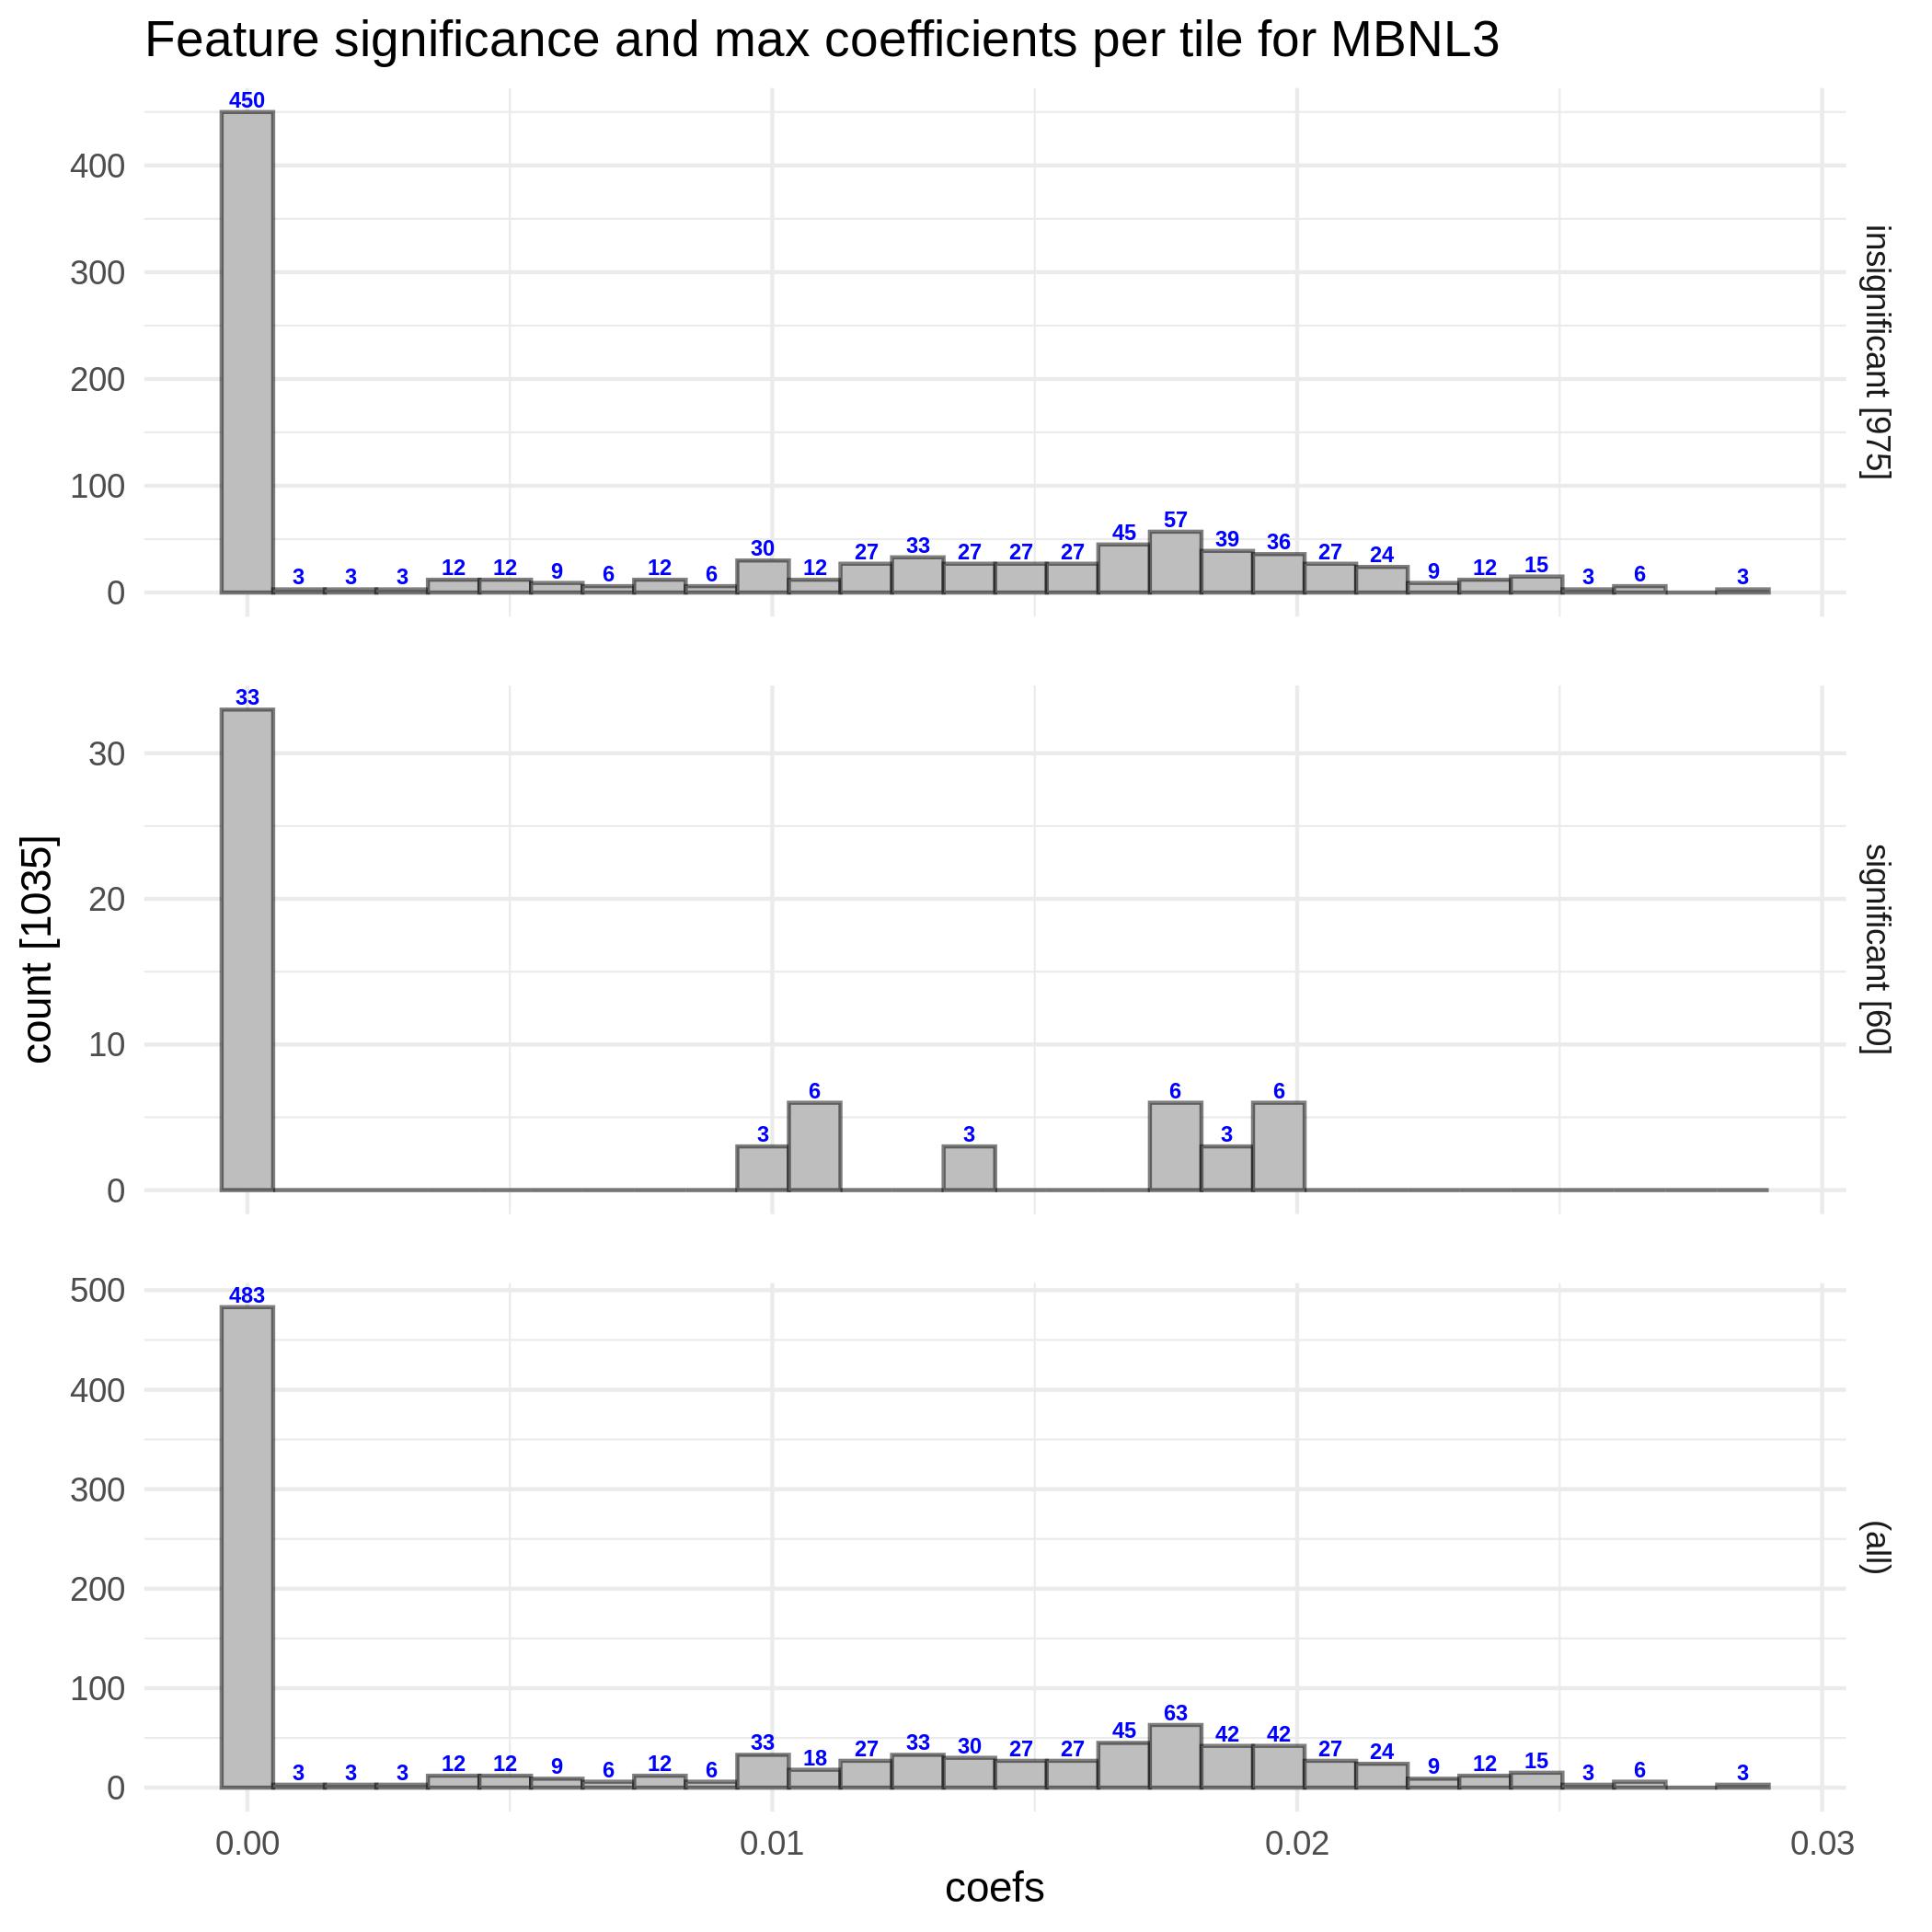 Feature significance and max coefficients per tile for MBNL3
450
400
300
200
100
0
3 3 3 12 12 9 6 12 6 30 12 27 33 27 27 27 45 57 39 36 27 24 9 12 15 3 6 3
insignificant [975]
33
30
20
10
0
3 6 3 6 3 6
significant [60]
count [1035]
500
483
400
300
200
100
0
3 3 3 12 12 9 6 12 6 33 18 27 33 30 27 27 45 63 42 42 27 24 9 12 15 3 6 3
(all)
0.00 0.01 0.02 0.03
coefs